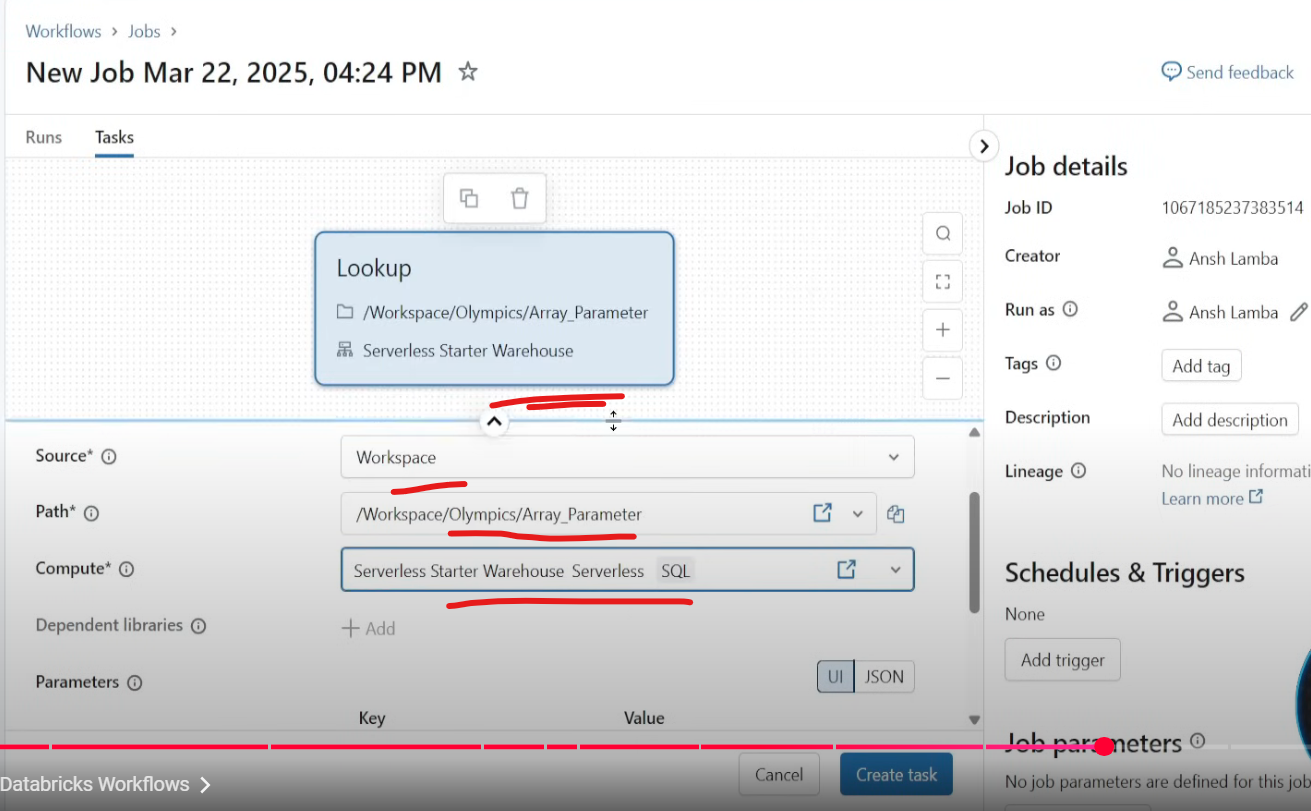 Workflows > Jobs >
New Job Mar 22, 2025, 04:24 PM
Send feedback
Runs Tasks
Lookup
/Workspace/Olympics/Array_Parameter
Serverless Starter Warehouse
Source*
Workspace
Path*
/Workspace/Olympics/Array_Parameter
Compute*
Serverless Starter Warehouse Serverless SQL
Dependent libraries
+ Add
Parameters
UI JSON
Key Value
Cancel Create task
Databricks Workflows >
Job details
Job ID 1067185237383514
Creator Ansh Lamba
Run as Ansh Lamba
Tags Add tag
Description Add description
Lineage No lineage informati
Learn more
Schedules & Triggers
None
Add trigger
Job parameters
No job parameters are defined for this job